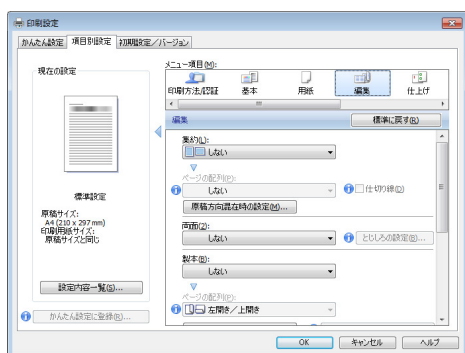 印刷設定
かんたん設定 項目別設定 初期設定／バージョン
現在の設定
標準設定
原稿サイズ:
A4 (210 x 297 mm)
印刷用紙サイズ:
原稿サイズと同じ
設定内容一覧(S)...
かんたん設定に登録(R)...
メニュー項目(M):
印刷方法/認証 基本 用紙 編集 仕上げ
編集 標準に戻す(R)
集約(L):
しない
ページの配列(P):
しない 仕切り線(D)
原稿方向混在時の設定(M)...
両面(2):
しない とじしろの設定(B)...
製本(B):
しない
ページの配列(P):
左開き／上開き
OK キャンセル ヘルプ